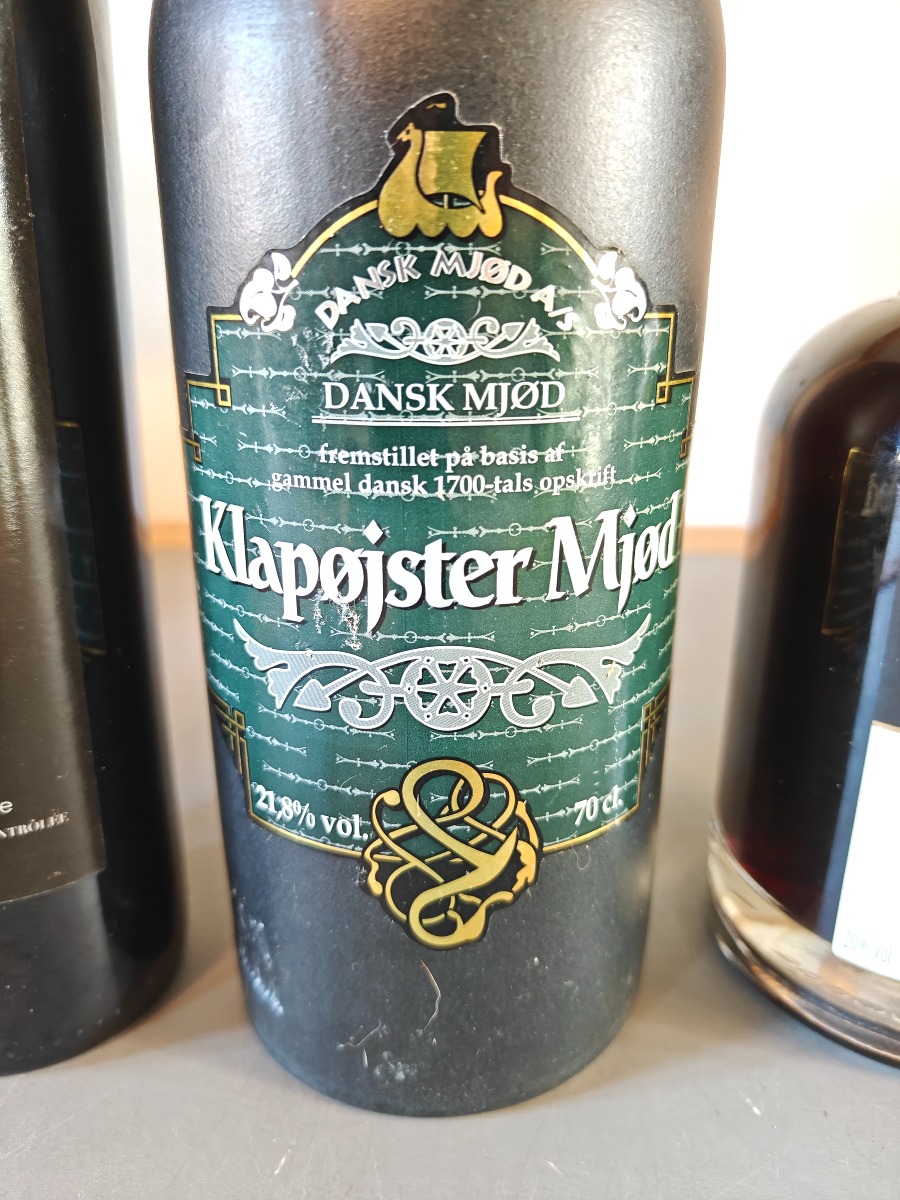 DANSK MJØD A/S
DANSK MJØD
fremstillet på basis af
gammel dansk 1700-tals opskrift
Klapøjster Mjød
21,8% vol.
70 cl.